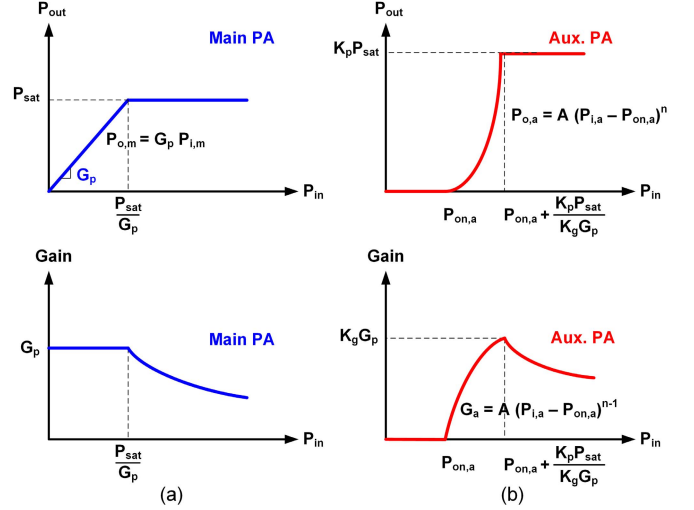 Pout
Main PA
Psat
Po,m = Gp Pi,m
Gp
Pin
Psat
Gp
Pout
Aux. PA
KpPsat
Po,a = A (Pi,a – Pon,a)n
Pin
Pon,a
Pon,a + KpPsat
KgGp
Gain
Main PA
Gp
Pin
Psat
Gp
(a)
Gain
Aux. PA
KgGp
Ga = A (Pi,a – Pon,a)n-1
Pin
Pon,a
Pon,a + KpPsat
KgGp
(b)